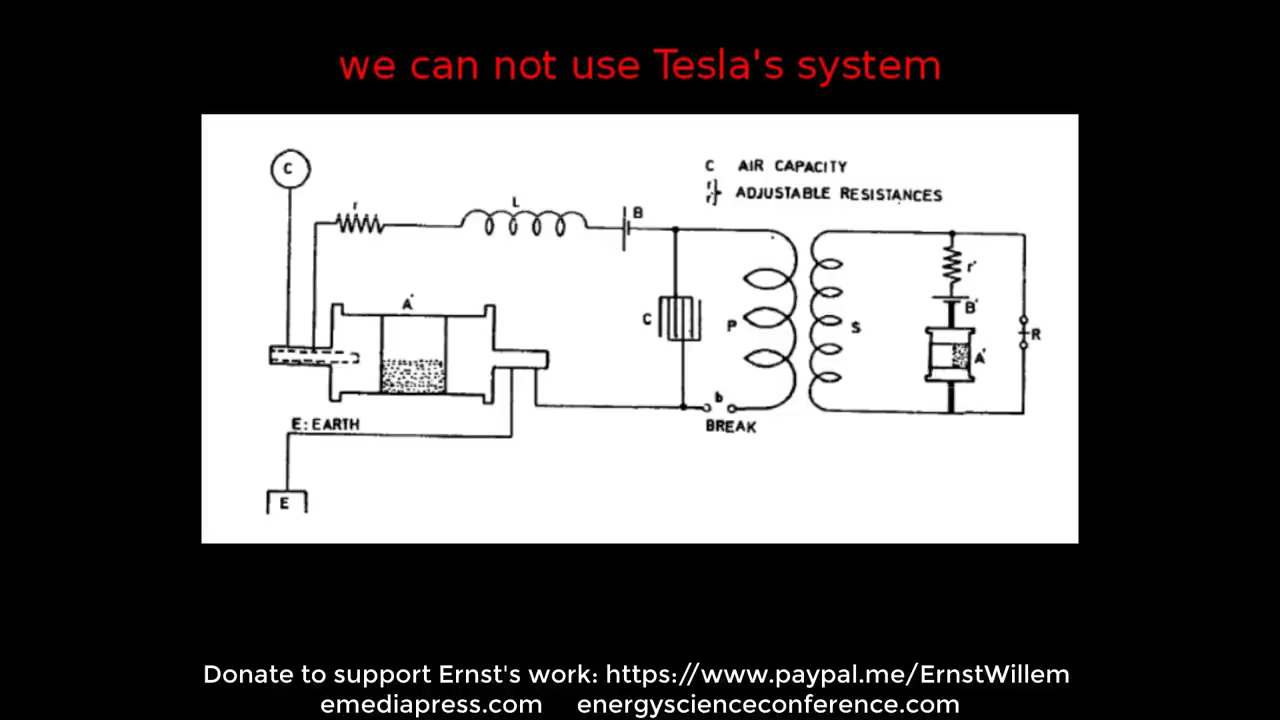 we can not use Tesla's system
C
C AIR CAPACITY
r
r' } ADJUSTABLE RESISTANCES
r
L
B
A'
C
P
S
r'
B'
A'
R
b
BREAK
E: EARTH
E
Donate to support Ernst's work: https://www.paypal.me/ErnstWillem
emediapress.com energyscienceconference.com